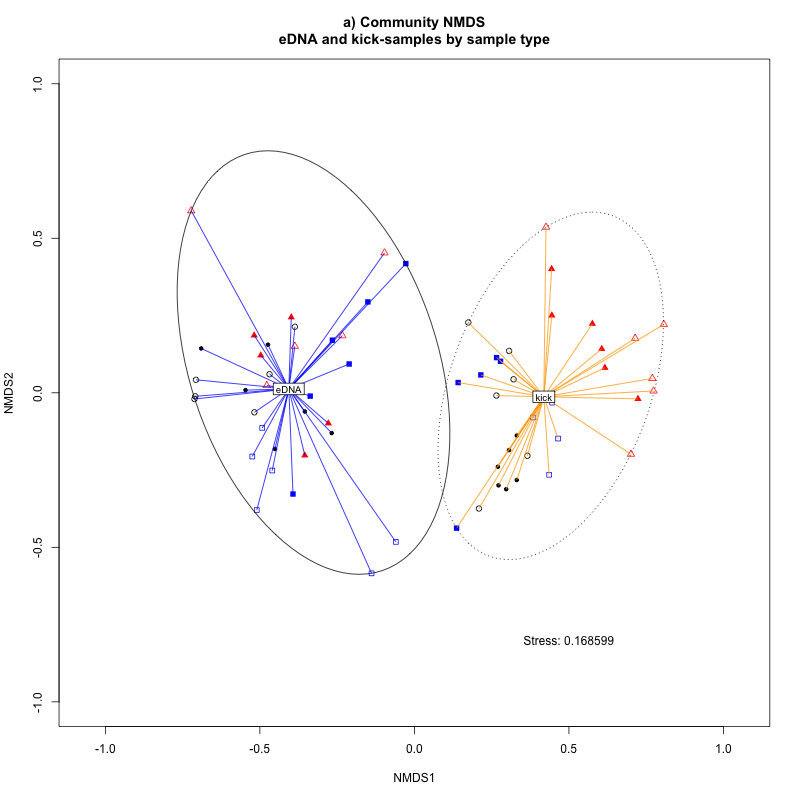 a) Community NMDS
eDNA and kick-samples by sample type
1.0
0.5
0.0
-0.5
-1.0
NMDS2
eDNA
kick
Stress: 0.168599
-1.0
-0.5
0.0
0.5
1.0
NMDS1